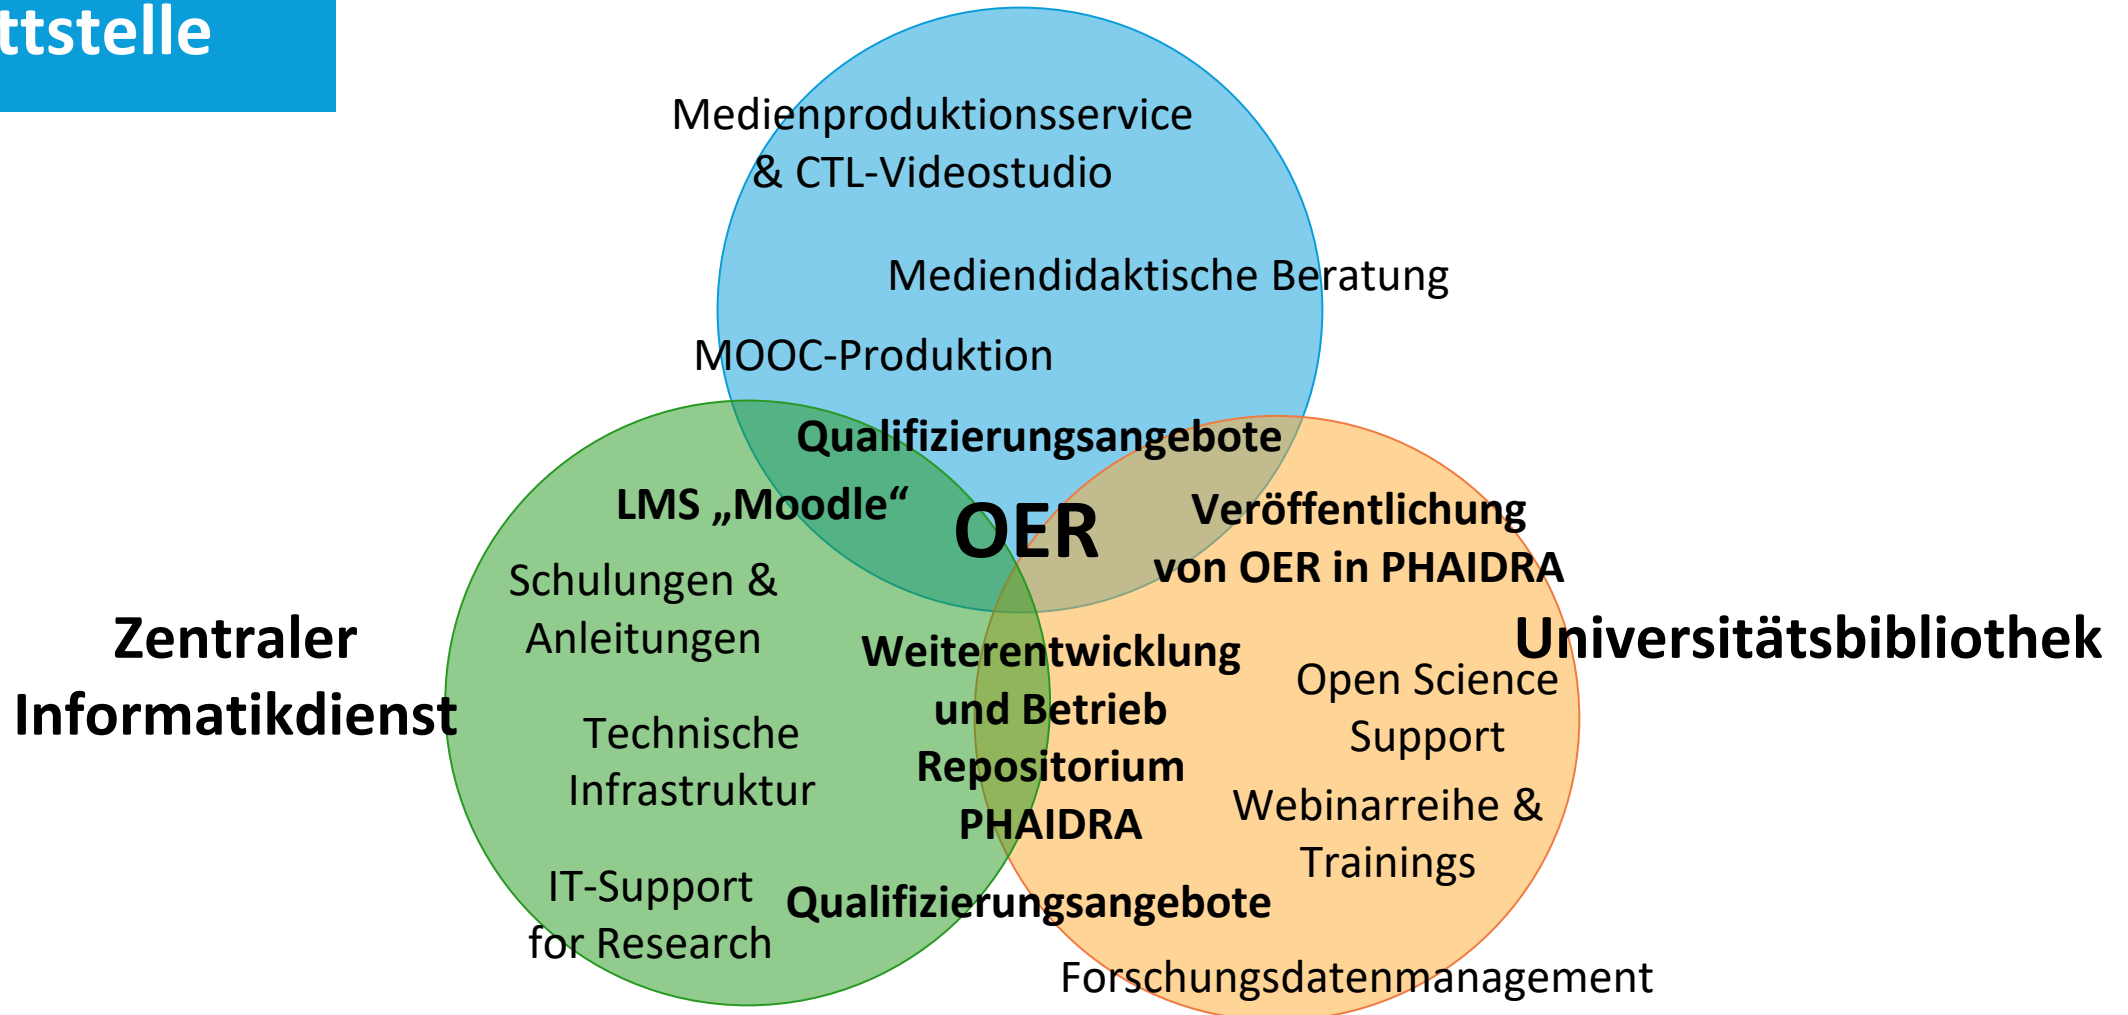 ttstelle
Medienproduktionsservice
& CTL-Videostudio
Mediendidaktische Beratung
MOOC-Produktion
Qualifizierungsangebote
LMS „Moodle“
OER
Veröffentlichung
von OER in PHAIDRA
Schulungen &
Anleitungen
Zentraler
Informatikdienst
Weiterentwicklung
und Betrieb
Repositorium
PHAIDRA
Universitätsbibliothek
Open Science
Support
Technische
Infrastruktur
Webinarreihe &
Trainings
IT-Support
for Research
Qualifizierungsangebote
Forschungsdatenmanagement